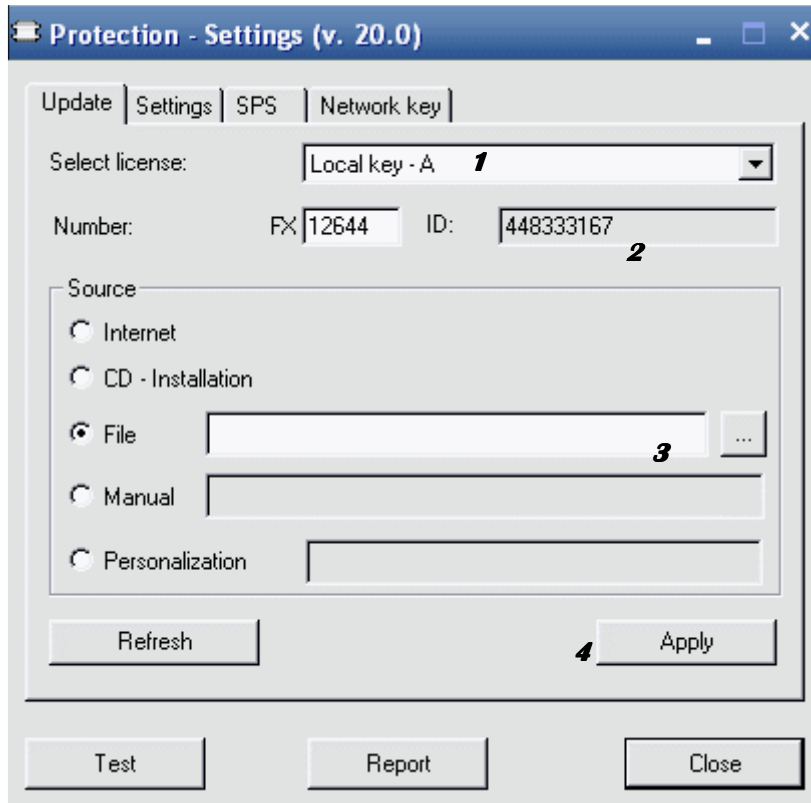 Protection - Settings (v. 20.0)
Update Settings SPS Network key
Select license: Local key - A 1
Number: FX 12644 ID: 448333167
2
Source
Internet
CD - Installation
File ...
3
Manual
Personalization
Refresh 4 Apply
Test Report Close